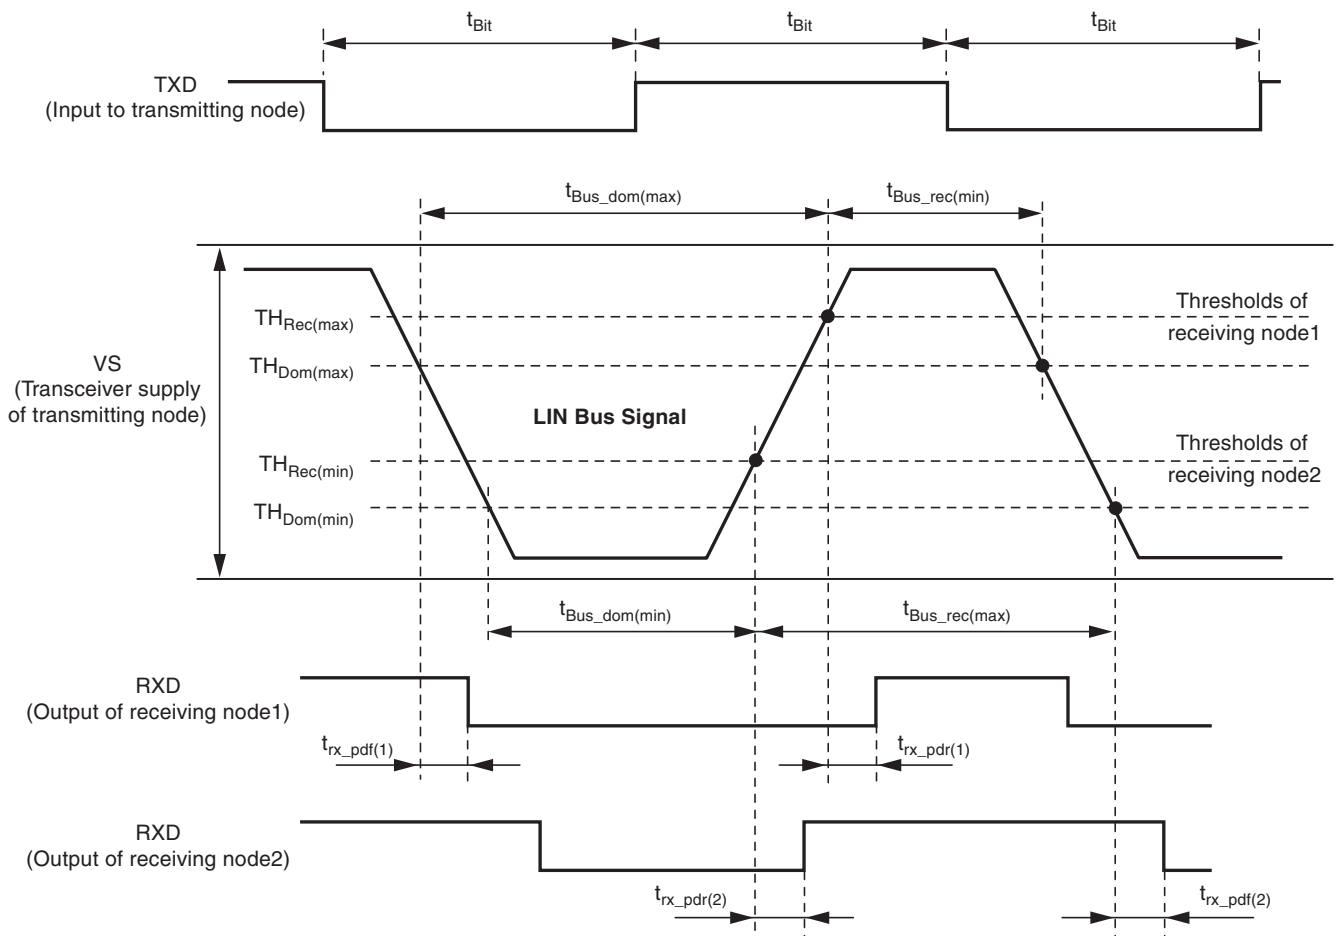 tBit
tBit
tBit
TXD
(Input to transmitting node)
tBus_dom(max)
tBus_rec(min)
THRec(max)
Thresholds of
receiving node1
VS
(Transceiver supply
of transmitting node)
THDom(max)
LIN Bus Signal
THRec(min)
Thresholds of
receiving node2
THDom(min)
tBus_dom(min)
tBus_rec(max)
RXD
(Output of receiving node1)
trx_pdf(1)
trx_pdr(1)
RXD
(Output of receiving node2)
trx_pdr(2)
trx_pdf(2)